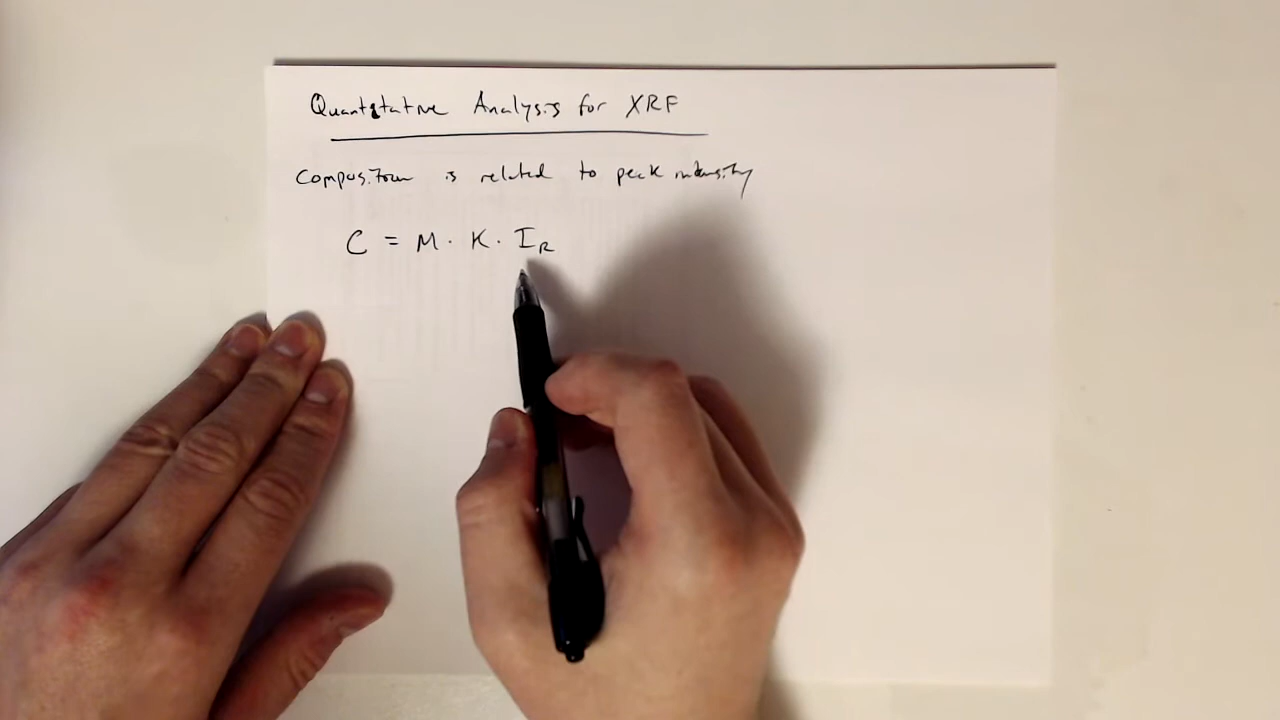 Quantitative Analysis for XRF
Composition is related to peak intensity
C = M · K · I_R